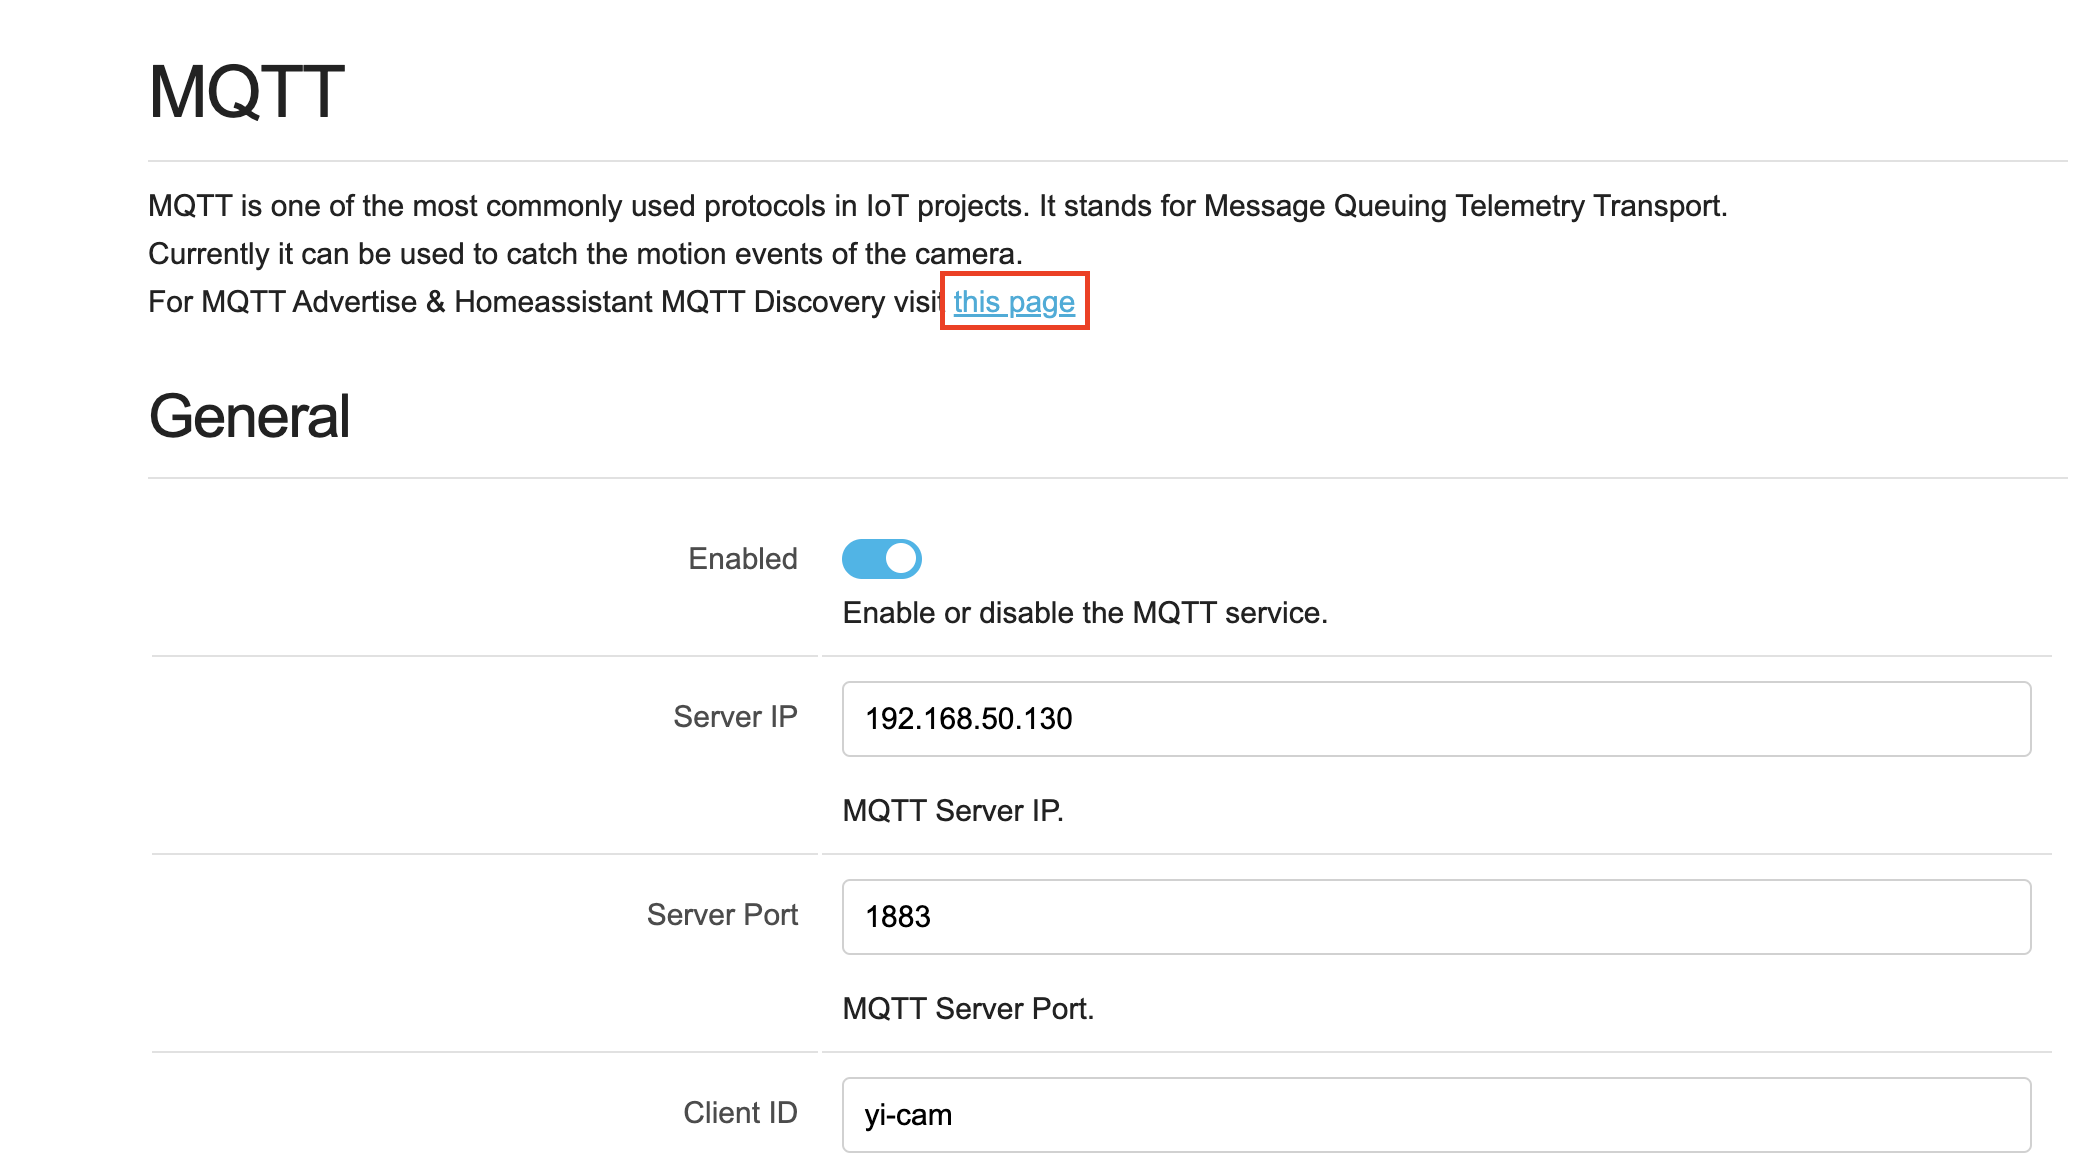 MQTT
MQTT is one of the most commonly used protocols in IoT projects. It stands for Message Queuing Telemetry Transport.
Currently it can be used to catch the motion events of the camera.
For MQTT Advertise & Homeassistant MQTT Discovery visit this page
General
Enabled
Enable or disable the MQTT service.
Server IP
192.168.50.130
MQTT Server IP.
Server Port
1883
MQTT Server Port.
Client ID
yi-cam